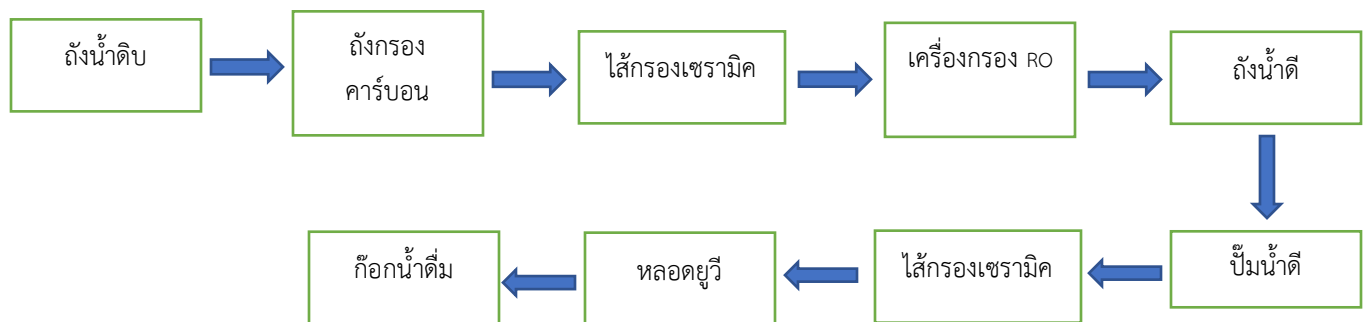 ถังน้ำดิบ
ถังกรอง
คาร์บอน
ไส้กรองเซรามิค
เครื่องกรอง RO
ถังน้ำดี
ปั๊มน้ำดี
ไส้กรองเซรามิค
หลอดยูวี
ก๊อกน้ำดื่ม